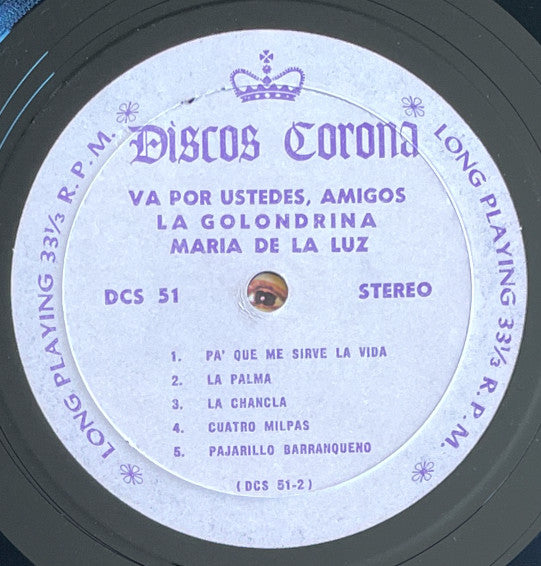 Discos Corona
VA POR USTEDES, AMIGOS
LA GOLONDRINA
MARIA DE LA LUZ
DCS 51
STEREO
1. PA' QUE ME SIRVE LA VIDA
2. LA PALMA
3. LA CHANCLA
4. CUATRO MILPAS
5. PAJARILLO BARRANQUENO
(DCS 51-2)
LONG PLAYING 33⅓ R.P.M.
LONG PLAYING 33⅓ R.P.M.